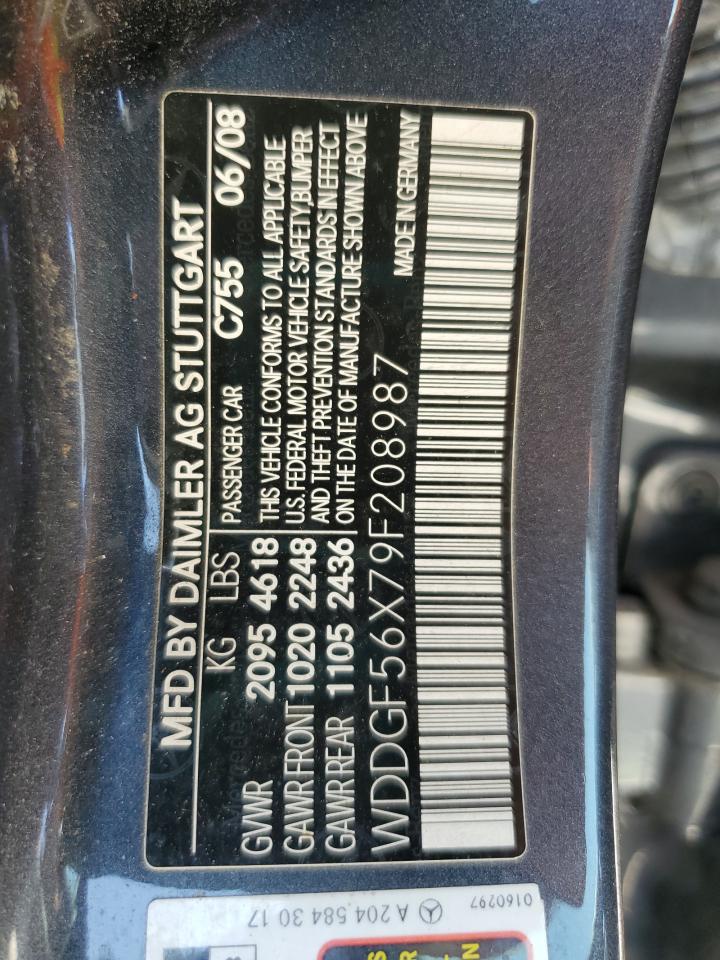 MFD BY DAIMLER AG STUTTGART
KG LBS PASSENGER CAR C755 06/08
GVWR 2095 4618 THIS VEHICLE CONFORMS TO ALL APPLICABLE
GAWR FRONT 1020 2248 U.S. FEDERAL MOTOR VEHICLE SAFETY, BUMPER
GAWR REAR 1105 2436 AND THEFT PREVENTION STANDARDS IN EFFECT
ON THE DATE OF MANUFACTURE SHOWN ABOVE
WDDGF56X79F208987 MADE IN GERMANY
0160297
A 204 584 30 17